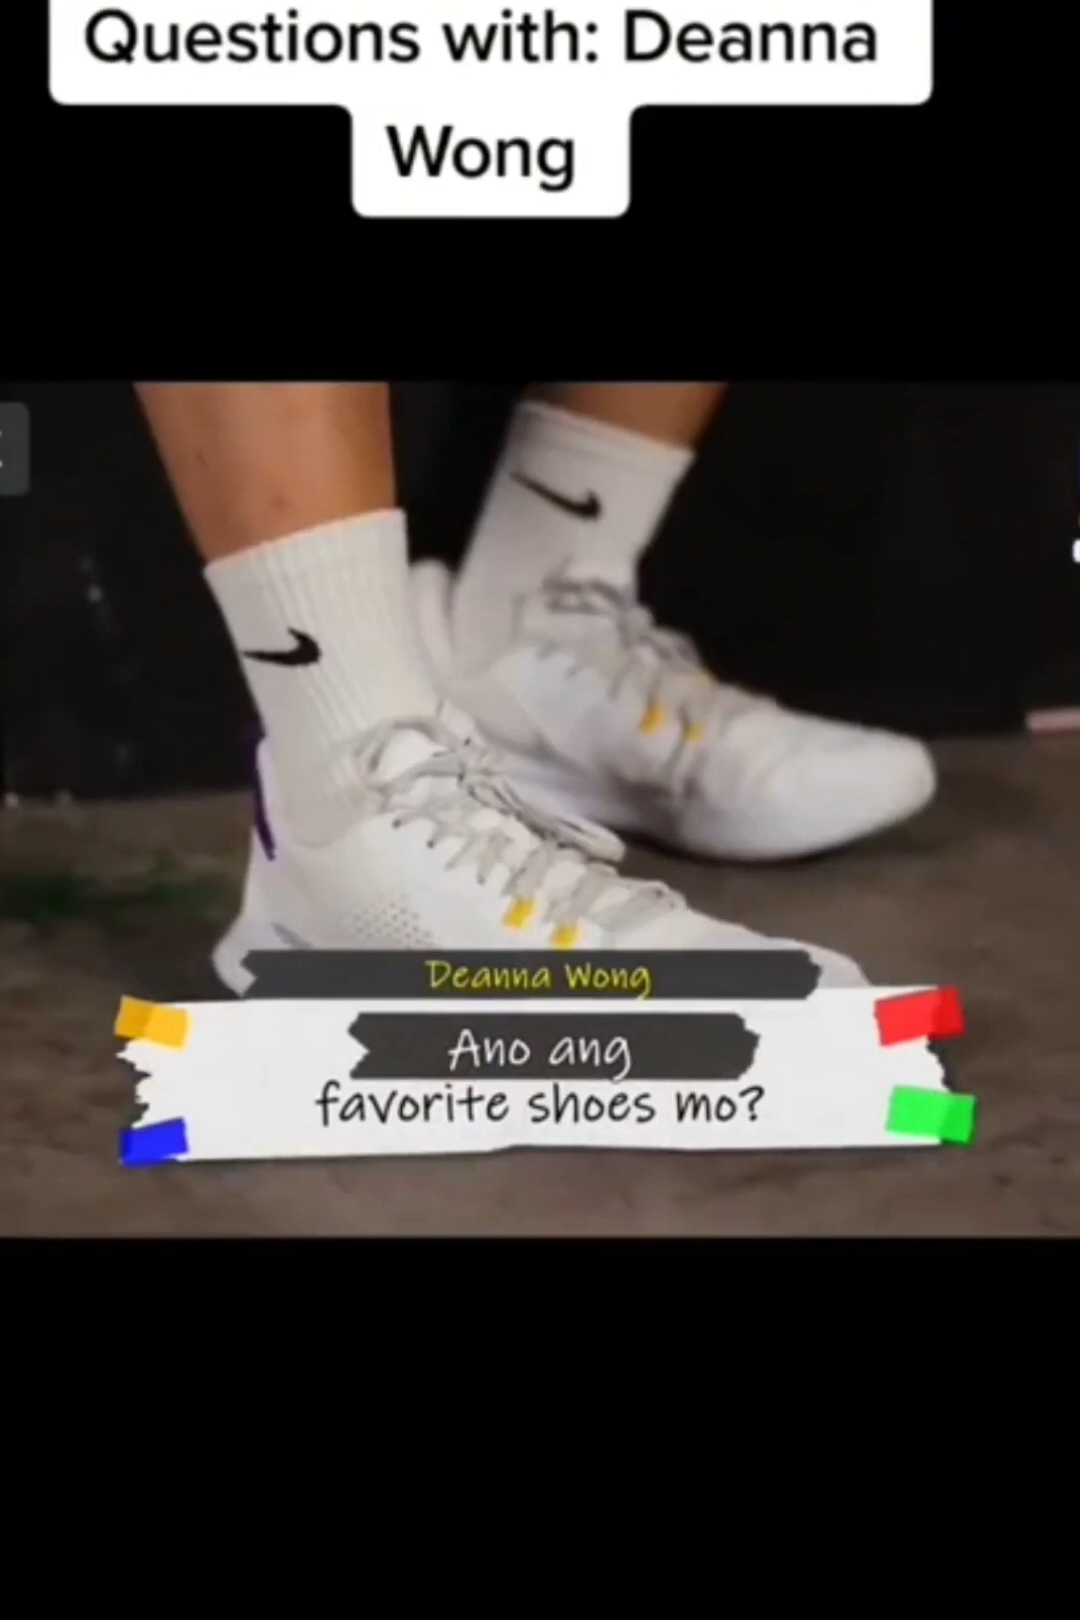 Questions with: Deanna
Wong
Deanna Wong
Ano ang
favorite shoes mo?